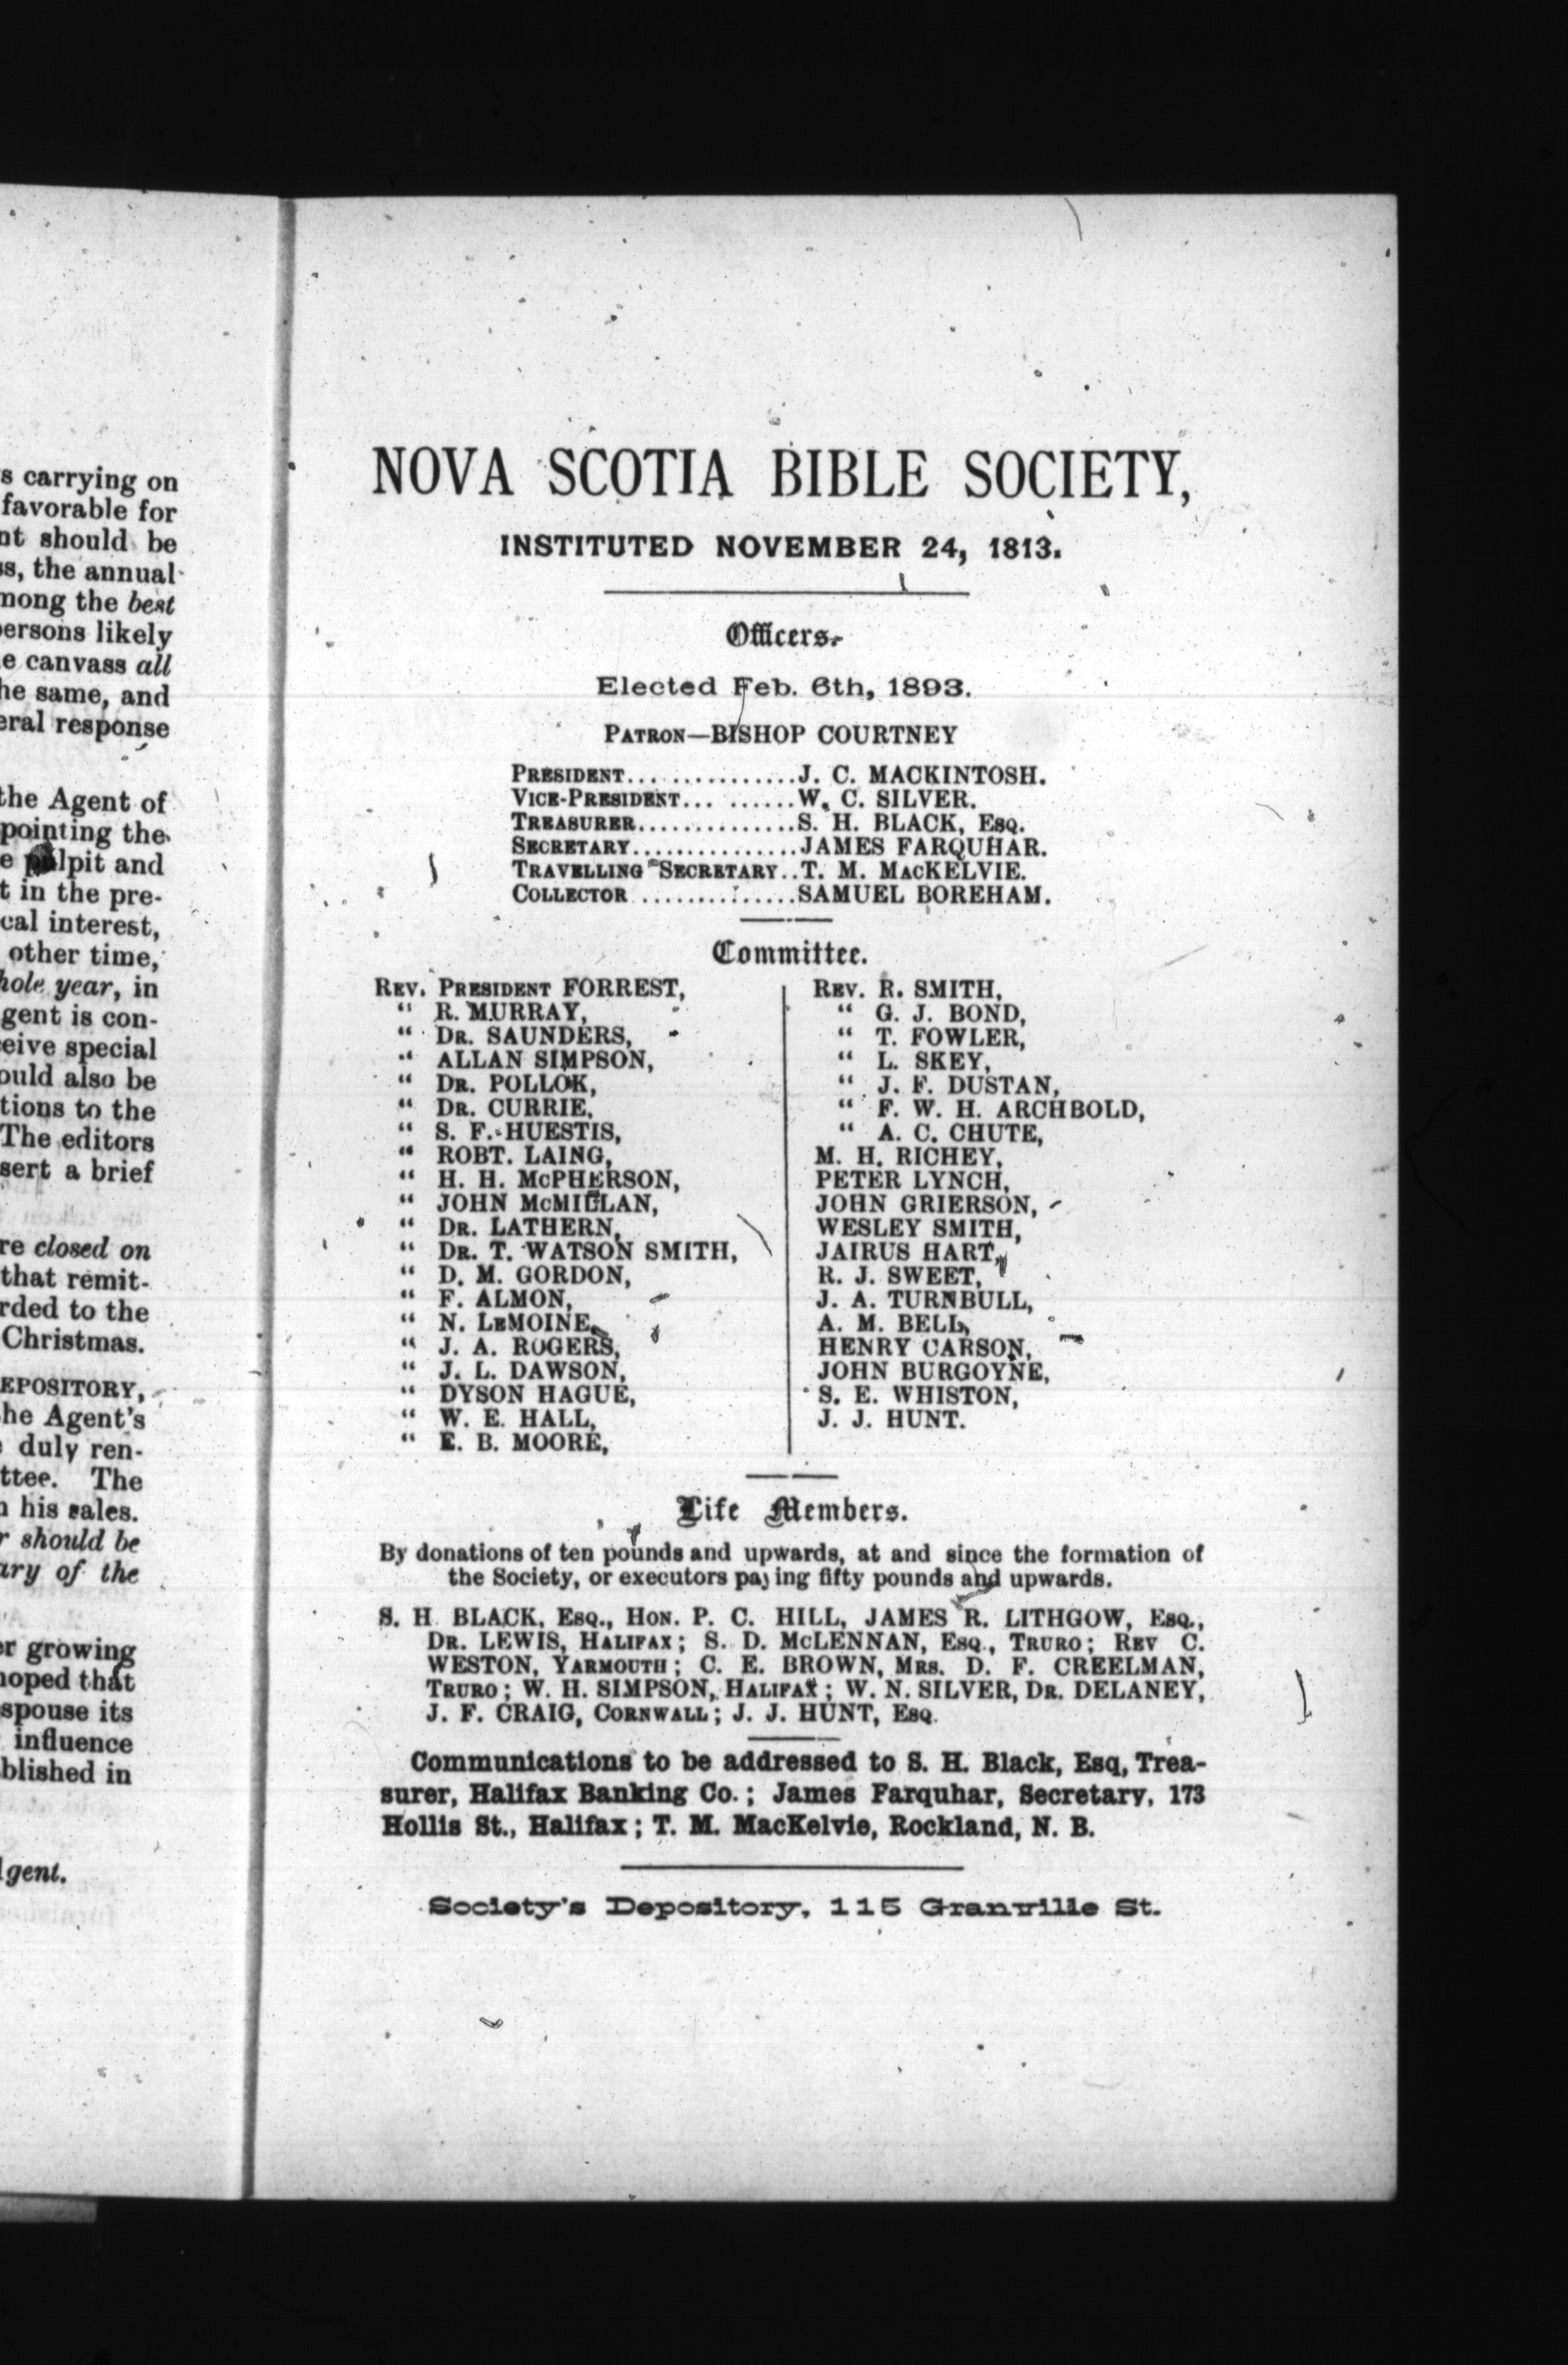 s carrying on
favorable for
nt should be
ss, the annual
mong the best
persons likely
e canvass all
he same, and
eral response
the Agent of
pointing the
e pulpit and
t in the pre-
cal interest,
other time,
hole year, in
gent is con-
eive special
ould also be
tions to the
The editors
sert a brief
re closed on
that remit-
rded to the
Christmas.
EPOSITORY,
he Agent's
duly ren-
ttee. The
n his sales.
r should be
ary of the
er growing
hoped that
spouse its
influence
blished in
gent.
NOVA SCOTIA BIBLE SOCIETY,
INSTITUTED NOVEMBER 24, 1813.
Officers.
Elected Feb. 6th, 1893.
PATRON—BISHOP COURTNEY
PRESIDENT................J. C. MACKINTOSH.
VICE-PRESIDENT... ......W. C. SILVER.
TREASURER...............S. H. BLACK, ESQ.
SECRETARY................JAMES FARQUHAR.
TRAVELLING SECRETARY..T. M. MACKELVIE.
COLLECTOR ...............SAMUEL BOREHAM.
Committee.
REV. PRESIDENT FORREST,
" R. MURRAY,
" DR. SAUNDERS,
" ALLAN SIMPSON,
" DR. POLLOK,
" DR. CURRIE,
" S. F. HUESTIS,
" ROBT. LAING,
" H. H. McPHERSON,
" JOHN McMILLAN,
" DR. LATHERN,
" DR. T. WATSON SMITH,
" D. M. GORDON,
" F. ALMON,
" N. LEMOINE,
" J. A. ROGERS,
" J. L. DAWSON,
" DYSON HAGUE,
" W. E. HALL,
" E. B. MOORE,
REV. R. SMITH,
" G. J. BOND,
" T. FOWLER,
" L. SKEY,
" J. F. DUSTAN,
" F. W. H. ARCHBOLD,
" A. C. CHUTE,
M. H. RICHEY,
PETER LYNCH,
JOHN GRIERSON,
WESLEY SMITH,
JAIRUS HART,
R. J. SWEET,
J. A. TURNBULL,
A. M. BELL,
HENRY CARSON,
JOHN BURGOYNE,
S. E. WHISTON,
J. J. HUNT.
Life Members.
By donations of ten pounds and upwards, at and since the formation of
the Society, or executors paying fifty pounds and upwards.
S. H BLACK, ESQ., HON. P. C. HILL, JAMES R. LITHGOW, ESQ.,
DR. LEWIS, HALIFAX; S. D. McLENNAN, ESQ., TRURO; REV C.
WESTON, YARMOUTH; C. E. BROWN, MRS. D. F. CREELMAN,
TRURO; W. H. SIMPSON, HALIFAX; W. N. SILVER, DR. DELANEY,
J. F. CRAIG, CORNWALL; J. J. HUNT, ESQ.
Communications to be addressed to S. H. Black, Esq, Trea-
surer, Halifax Banking Co.; James Farquhar, Secretary, 173
Hollis St., Halifax; T. M. MacKelvie, Rockland, N. B.
Society's Depository, 115 Granville St.